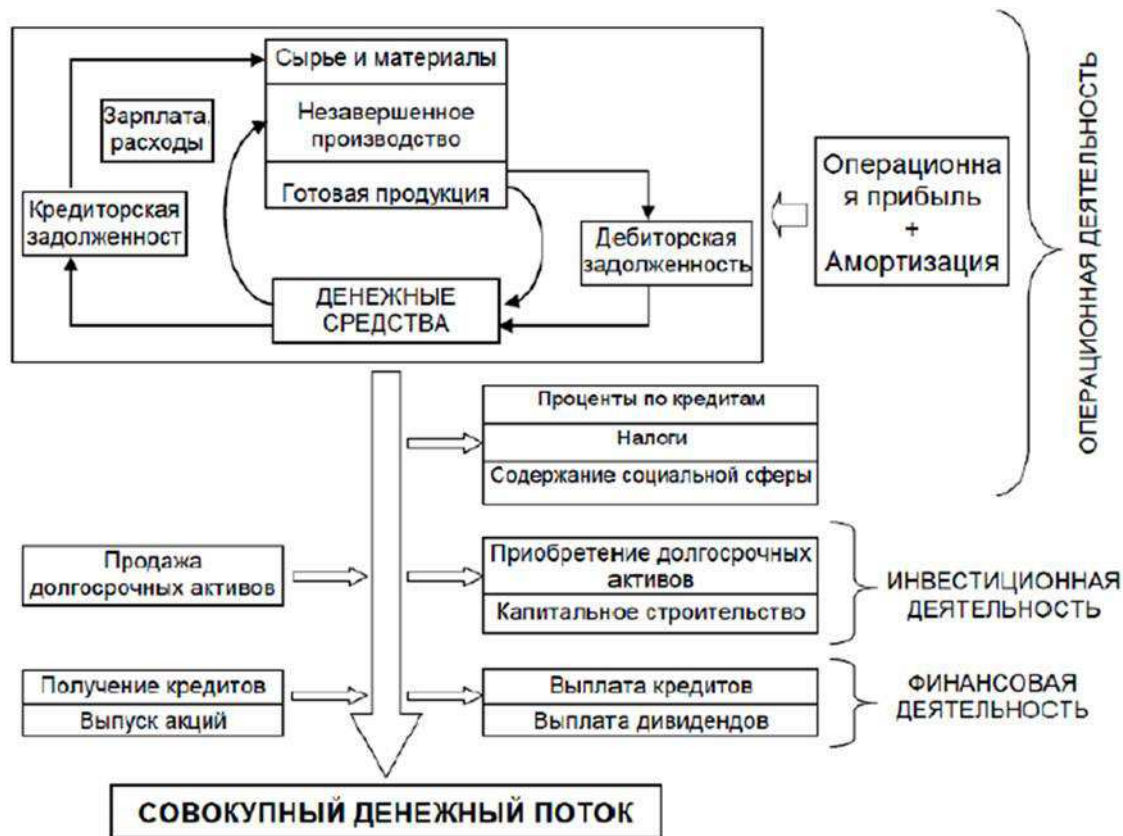 Сырье и материалы
Зарплата,
расходы
Незавершенное
производство
Готовая продукция
Кредиторская
задолженност
Дебиторская
задолженность
ДЕНЕЖНЫЕ
СРЕДСТВА
Операционна
я прибыль
+
Амортизация
ОПЕРАЦИОННАЯ ДЕЯТЕЛЬНОСТЬ
Проценты по кредитам
Налоги
Содержание социальной сферы
Продажа
долгосрочных активов
Приобретение долгосрочных
активов
Капитальное строительство
ИНВЕСТИЦИОННАЯ
ДЕЯТЕЛЬНОСТЬ
Получение кредитов
Выпуск акций
Выплата кредитов
Выплата дивидендов
ФИНАНСОВАЯ
ДЕЯТЕЛЬНОСТЬ
СОВОКУПНЫЙ ДЕНЕЖНЫЙ ПОТОК